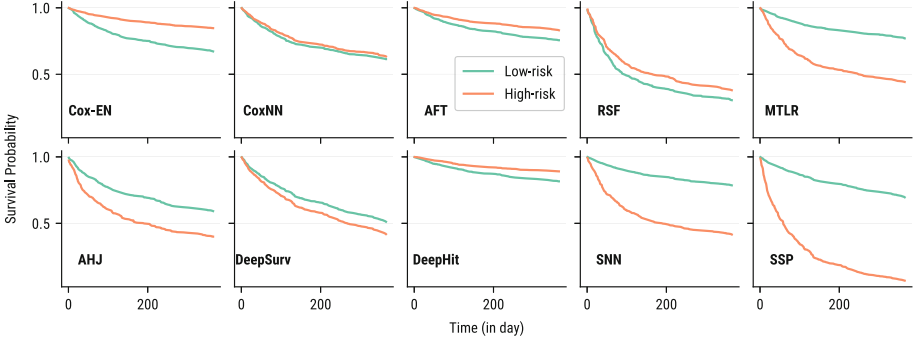 1.0
0.5
Cox-EN
CoxNN
AFT
Low-risk
High-risk
RSF
MTLR
Survival Probability
1.0
0.5
AHJ
DeepSurv
DeepHit
SNN
SSP
0 200 0 200 0 200 0 200 0 200
Time (in day)